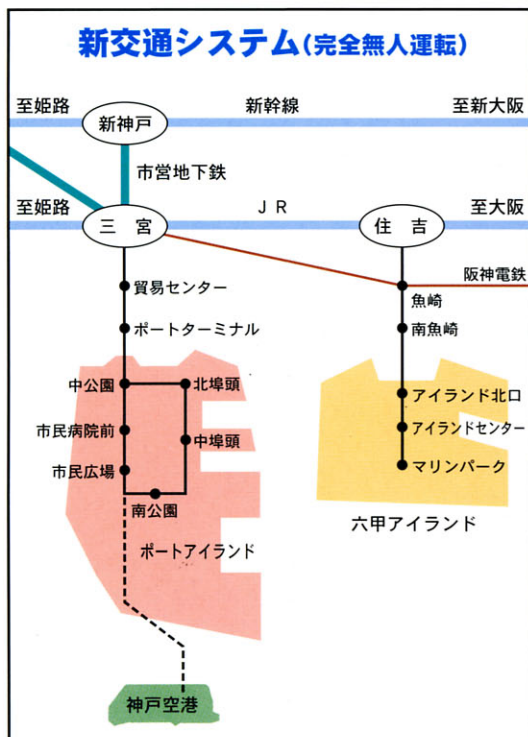 新交通システム(完全無人運転)
至姫路
新幹線
至新大阪
新神戸
市営地下鉄
至姫路
三宮
JR
住吉
至大阪
阪神電鉄
貿易センター
魚崎
ポートターミナル
南魚崎
中公園
北埠頭
アイランド北口
市民病院前
中埠頭
アイランドセンター
市民広場
マリンパーク
南公園
六甲アイランド
ポートアイランド
神戸空港